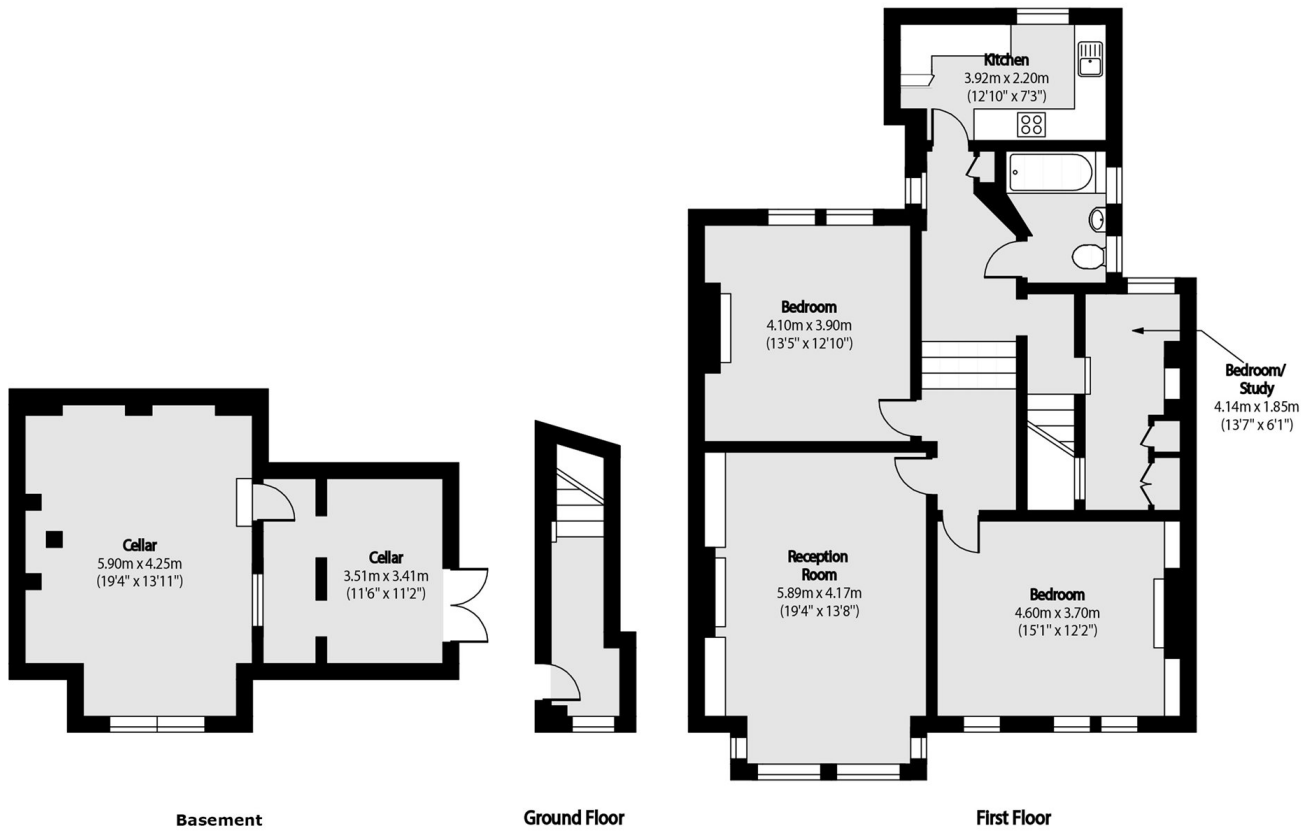 Kitchen
3.92m x 2.20m
(12'10" x 7'3")
Bedroom
4.10m x 3.90m
(13'5" x 12'10")
Bedroom/
Study
4.14m x 1.85m
(13'7" x 6'1")
Cellar
5.90m x 4.25m
(19'4" x 13'11")
Cellar
3.51m x 3.41m
(11'6" x 11'2")
Reception
Room
5.89m x 4.17m
(19'4" x 13'8")
Bedroom
4.60m x 3.70m
(15'1" x 12'2")
Basement
Ground Floor
First Floor